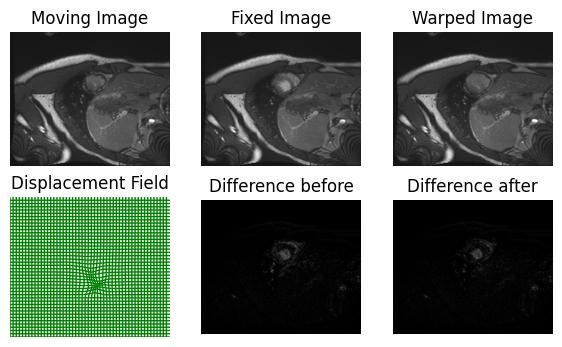 Moving Image
Fixed Image
Warped Image
Displacement Field
Difference before
Difference after